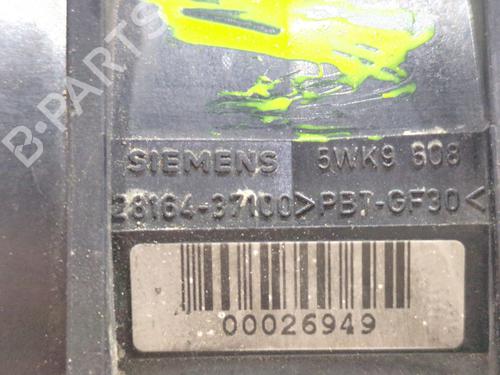 B-PARTS
SIEMENS 5WK9 608
28164-37100 >PBT-GF30<
00026949